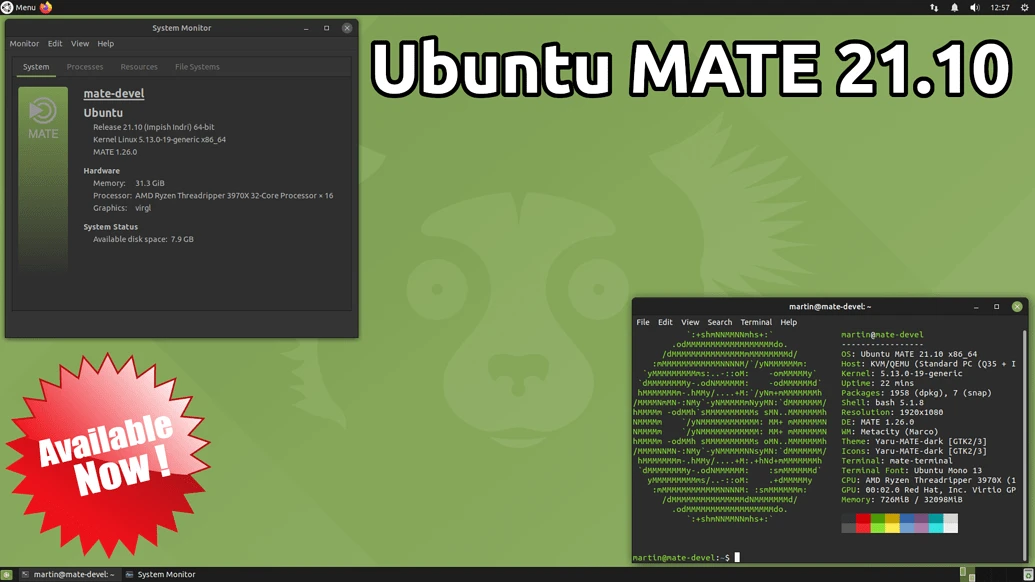 Menu
12:57
System Monitor
Monitor Edit View Help
System Processes Resources File Systems
MATE
mate-devel
Ubuntu
Release 21.10 (Impish Indri) 64-bit
Kernel Linux 5.13.0-19-generic x86_64
MATE 1.26.0
Hardware
Memory: 31.3 GiB
Processor: AMD Ryzen Threadripper 3970X 32-Core Processor × 16
Graphics: virgl
System Status
Available disk space: 7.9 GB
Ubuntu MATE 21.10
Available
Now !
martin@mate-devel: ~
File Edit View Search Terminal Help
martin@mate-devel
-----------------
OS: Ubuntu MATE 21.10 x86_64
Host: KVM/QEMU (Standard PC (Q35 + I
Kernel: 5.13.0-19-generic
Uptime: 22 mins
Packages: 1958 (dpkg), 7 (snap)
Shell: bash 5.1.8
Resolution: 1920x1080
DE: MATE 1.26.0
WM: Metacity (Marco)
Theme: Yaru-MATE-dark [GTK2/3]
Icons: Yaru-MATE-dark [GTK2/3]
Terminal: mate-terminal
Terminal Font: Ubuntu Mono 13
CPU: AMD Ryzen Threadripper 3970X (1
GPU: 00:02.0 Red Hat, Inc. Virtio GP
Memory: 726MiB / 32098MiB
martin@mate-devel:~$
martin@mate-devel: ~
System Monitor